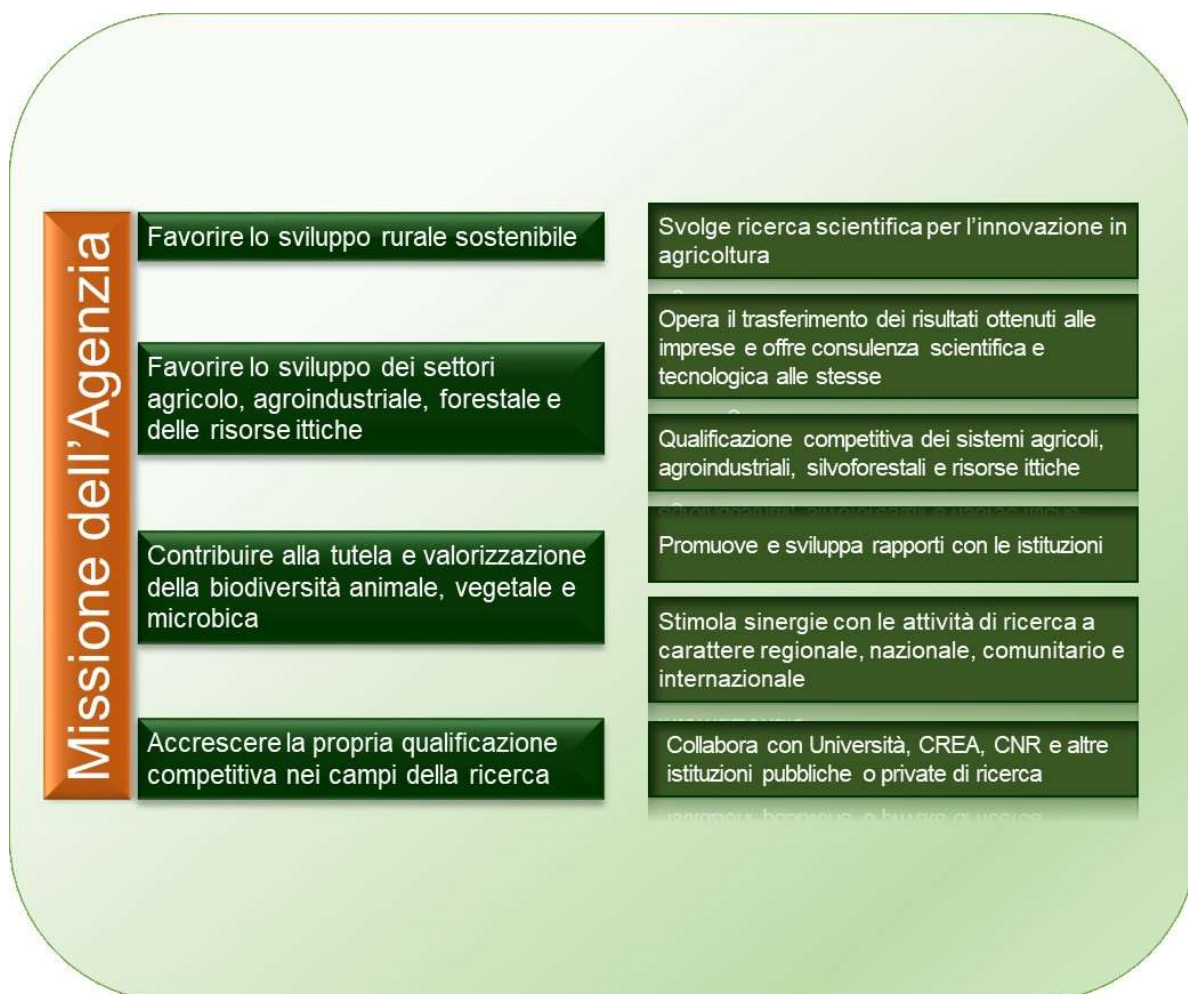 Missione dell'Agenzia
Favorire lo sviluppo rurale sostenibile
Favorire lo sviluppo dei settori
agricolo, agroindustriale, forestale e
delle risorse ittiche
Contribuire alla tutela e valorizzazione
della biodiversità animale, vegetale e
microbica
Accrescere la propria qualificazione
competitiva nei campi della ricerca
Svolge ricerca scientifica per l'innovazione in
agricoltura
Opera il trasferimento dei risultati ottenuti alle
imprese e offre consulenza scientifica e
tecnologica alle stesse
Qualificazione competitiva dei sistemi agricoli,
agroindustriali, silvoforestali e risorse ittiche
Promuove e sviluppa rapporti con le istituzioni
Stimola sinergie con le attività di ricerca a
carattere regionale, nazionale, comunitario e
internazionale
Collabora con Università, CREA, CNR e altre
istituzioni pubbliche o private di ricerca